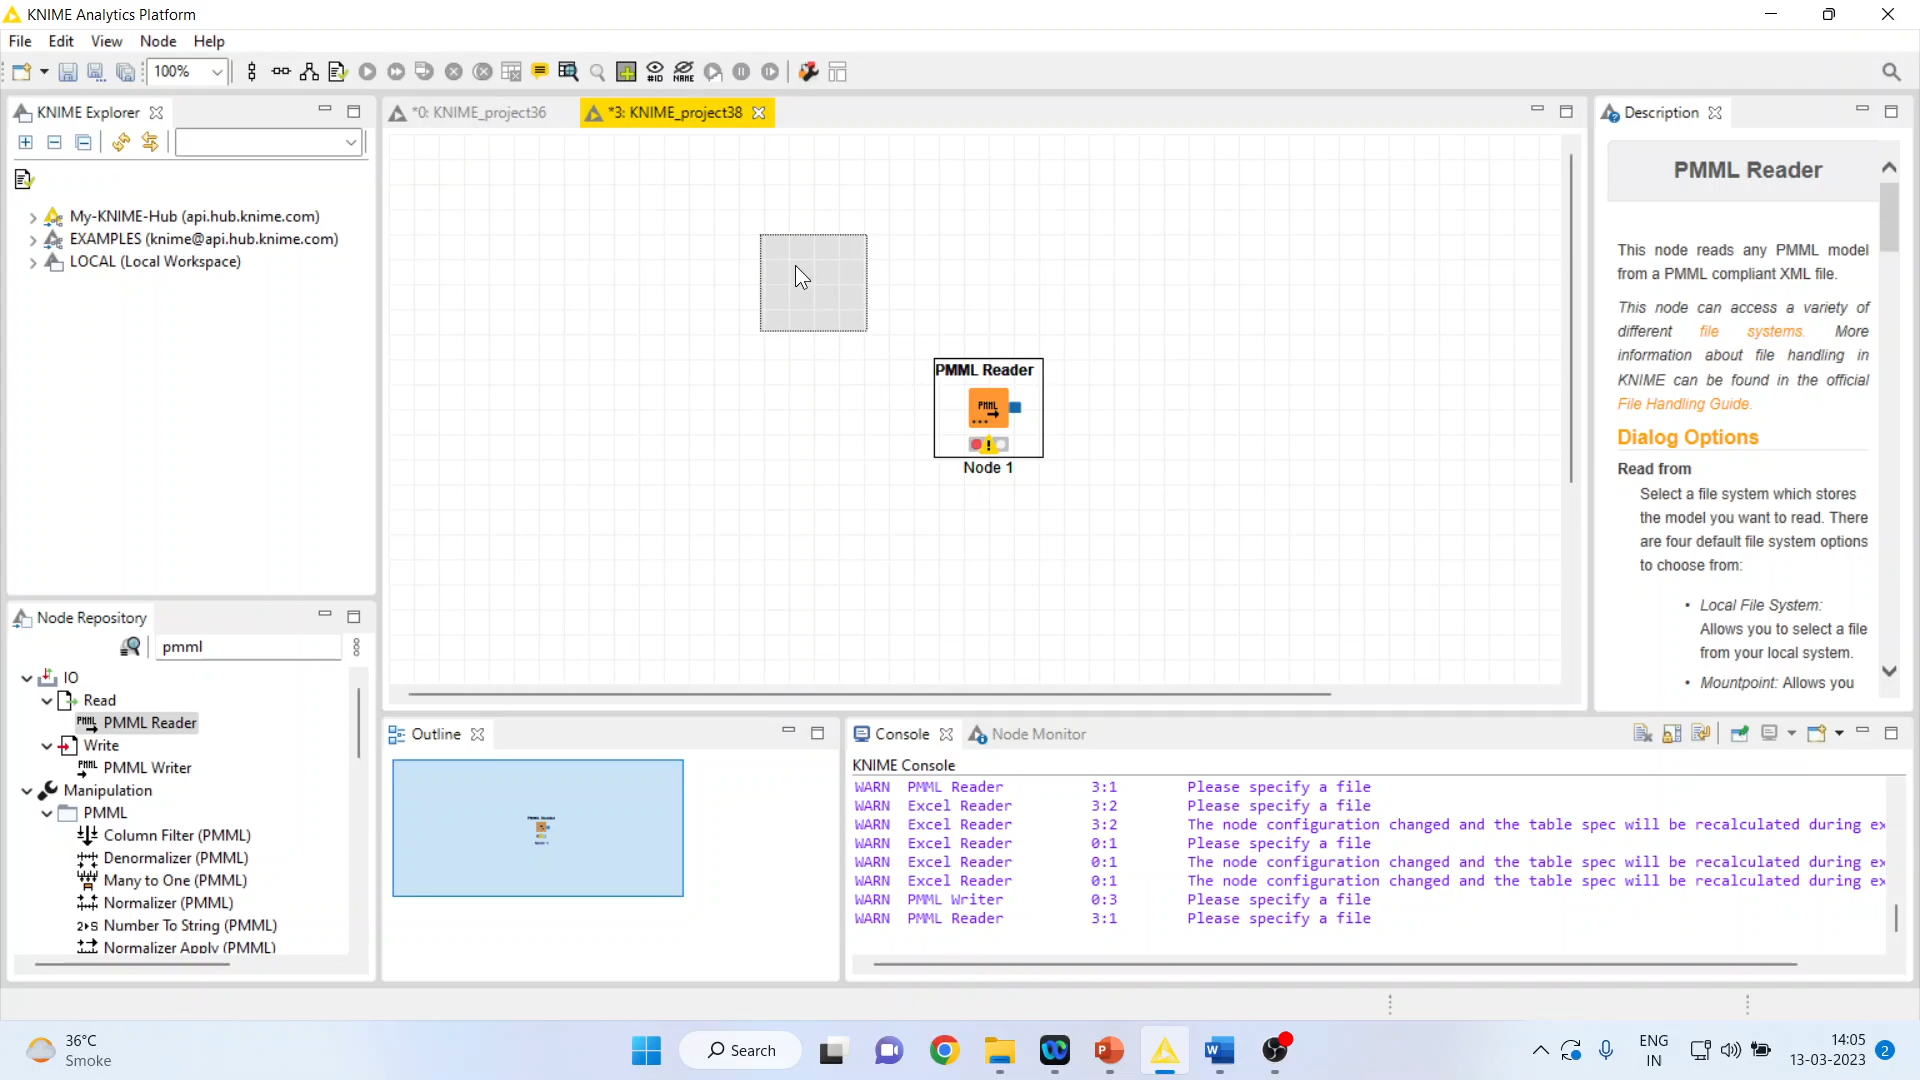 KNIME Analytics Platform
File Edit View Node Help
100%
#ID
NAME
KNIME Explorer
*0: KNIME_project36
*3: KNIME_project38
Description
My-KNIME-Hub (api.hub.knime.com)
EXAMPLES (knime@api.hub.knime.com)
LOCAL (Local Workspace)
PMML Reader
PMML
Node 1
PMML Reader
This node reads any PMML model
from a PMML compliant XML file.
This node can access a variety of
different file systems. More
information about file handling in
KNIME can be found in the official
File Handling Guide.
Dialog Options
Read from
Select a file system which stores
the model you want to read. There
are four default file system options
to choose from:
• Local File System:
Allows you to select a file
from your local system.
• Mountpoint: Allows you
Node Repository
pmml
IO
Read
PMML PMML Reader
Write
PMML PMML Writer
Manipulation
PMML
Column Filter (PMML)
Denormalizer (PMML)
Many to One (PMML)
Normalizer (PMML)
2▸S Number To String (PMML)
Normalizer Apply (PMML)
Outline
PMML Reader
Node 1
Console
Node Monitor
KNIME Console
WARN PMML Reader 3:1 Please specify a file
WARN Excel Reader 3:2 Please specify a file
WARN Excel Reader 3:2 The node configuration changed and the table spec will be recalculated during ex
WARN Excel Reader 0:1 Please specify a file
WARN Excel Reader 0:1 The node configuration changed and the table spec will be recalculated during ex
WARN Excel Reader 0:1 The node configuration changed and the table spec will be recalculated during ex
WARN PMML Writer 0:3 Please specify a file
WARN PMML Reader 3:1 Please specify a file
36°C
Smoke
Search
ENG
IN
14:05
13-03-2023
2